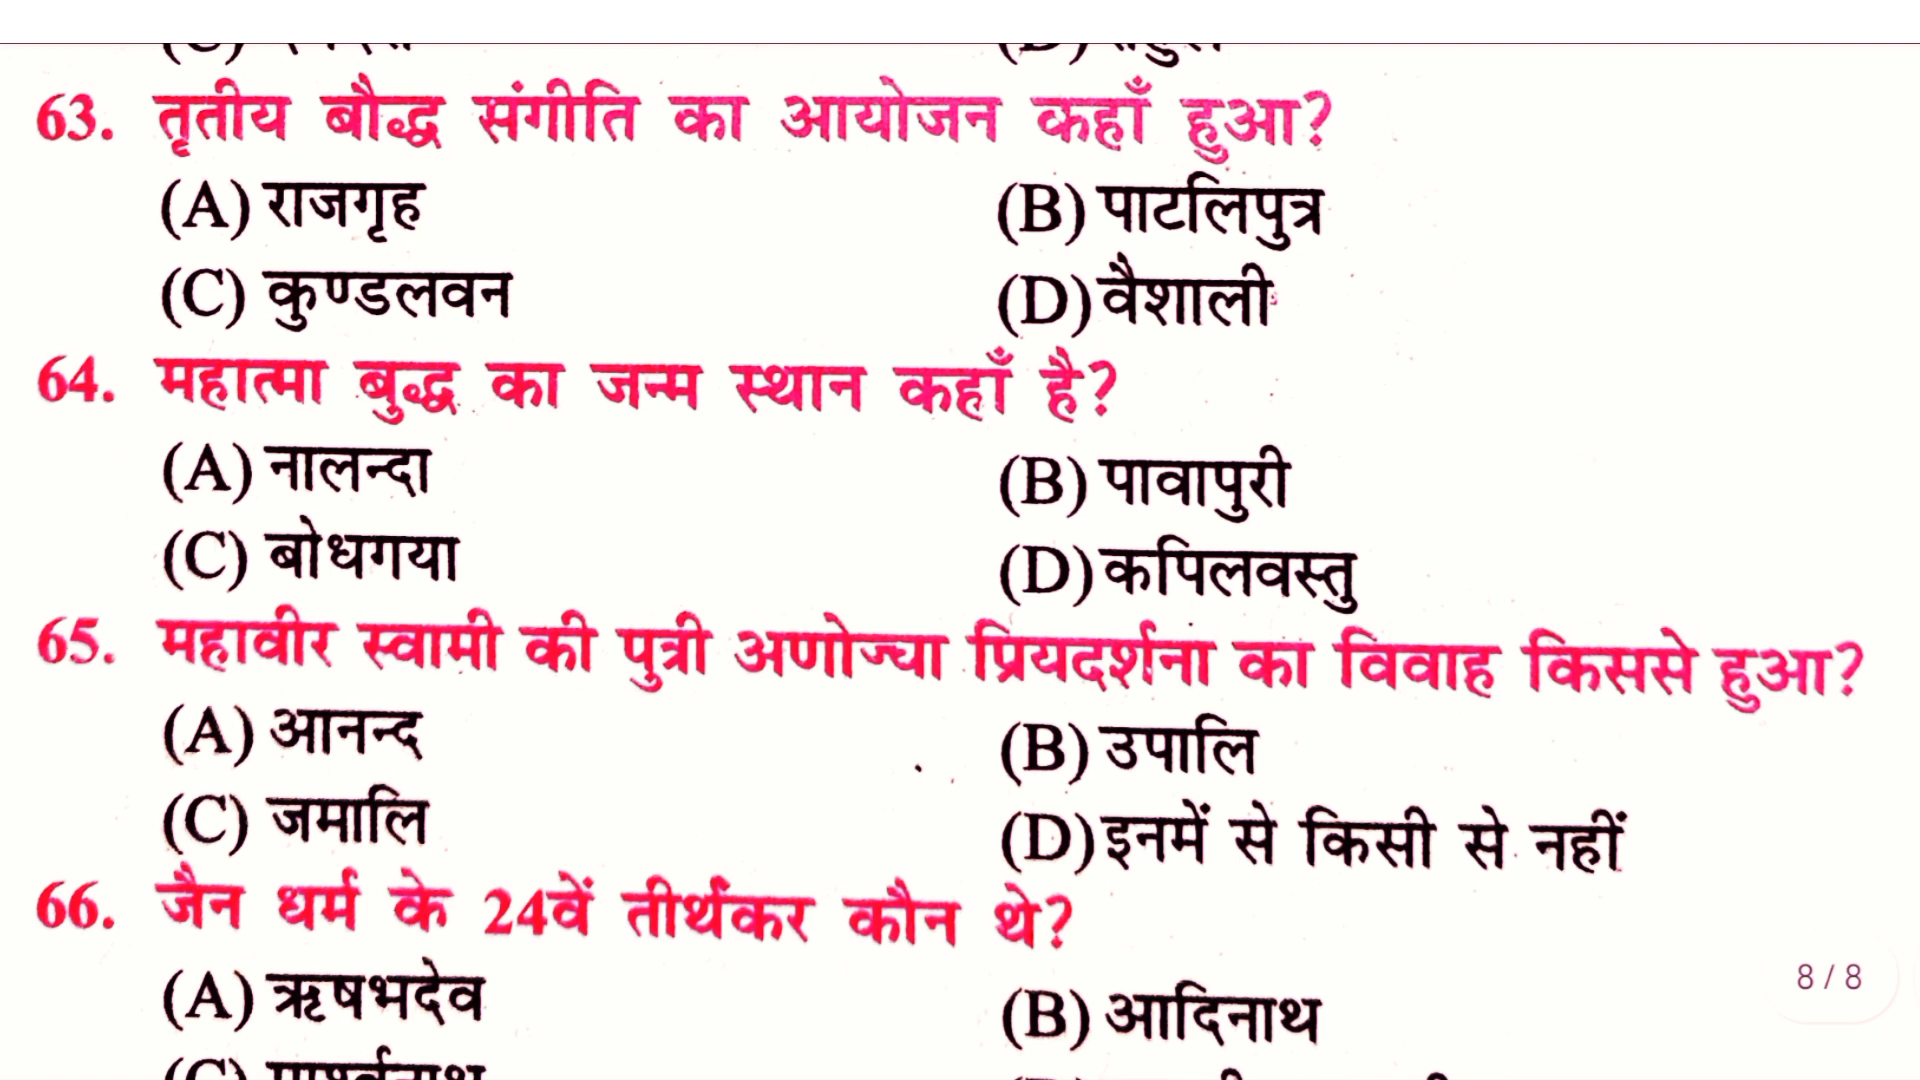 63. तृतीय बौद्ध संगीति का आयोजन कहाँ हुआ?
(A) राजगृह (B) पाटलिपुत्र
(C) कुण्डलवन (D) वैशाली
64. महात्मा बुद्ध का जन्म स्थान कहाँ है?
(A) नालन्दा (B) पावापुरी
(C) बोधगया (D) कपिलवस्तु
65. महावीर स्वामी की पुत्री अणोज्चा प्रियदर्शना का विवाह किससे हुआ?
(A) आनन्द (B) उपालि
(C) जमालि (D) इनमें से किसी से नहीं
66. जैन धर्म के 24वें तीर्थंकर कौन थे?
(A) ऋषभदेव (B) आदिनाथ
8 / 8